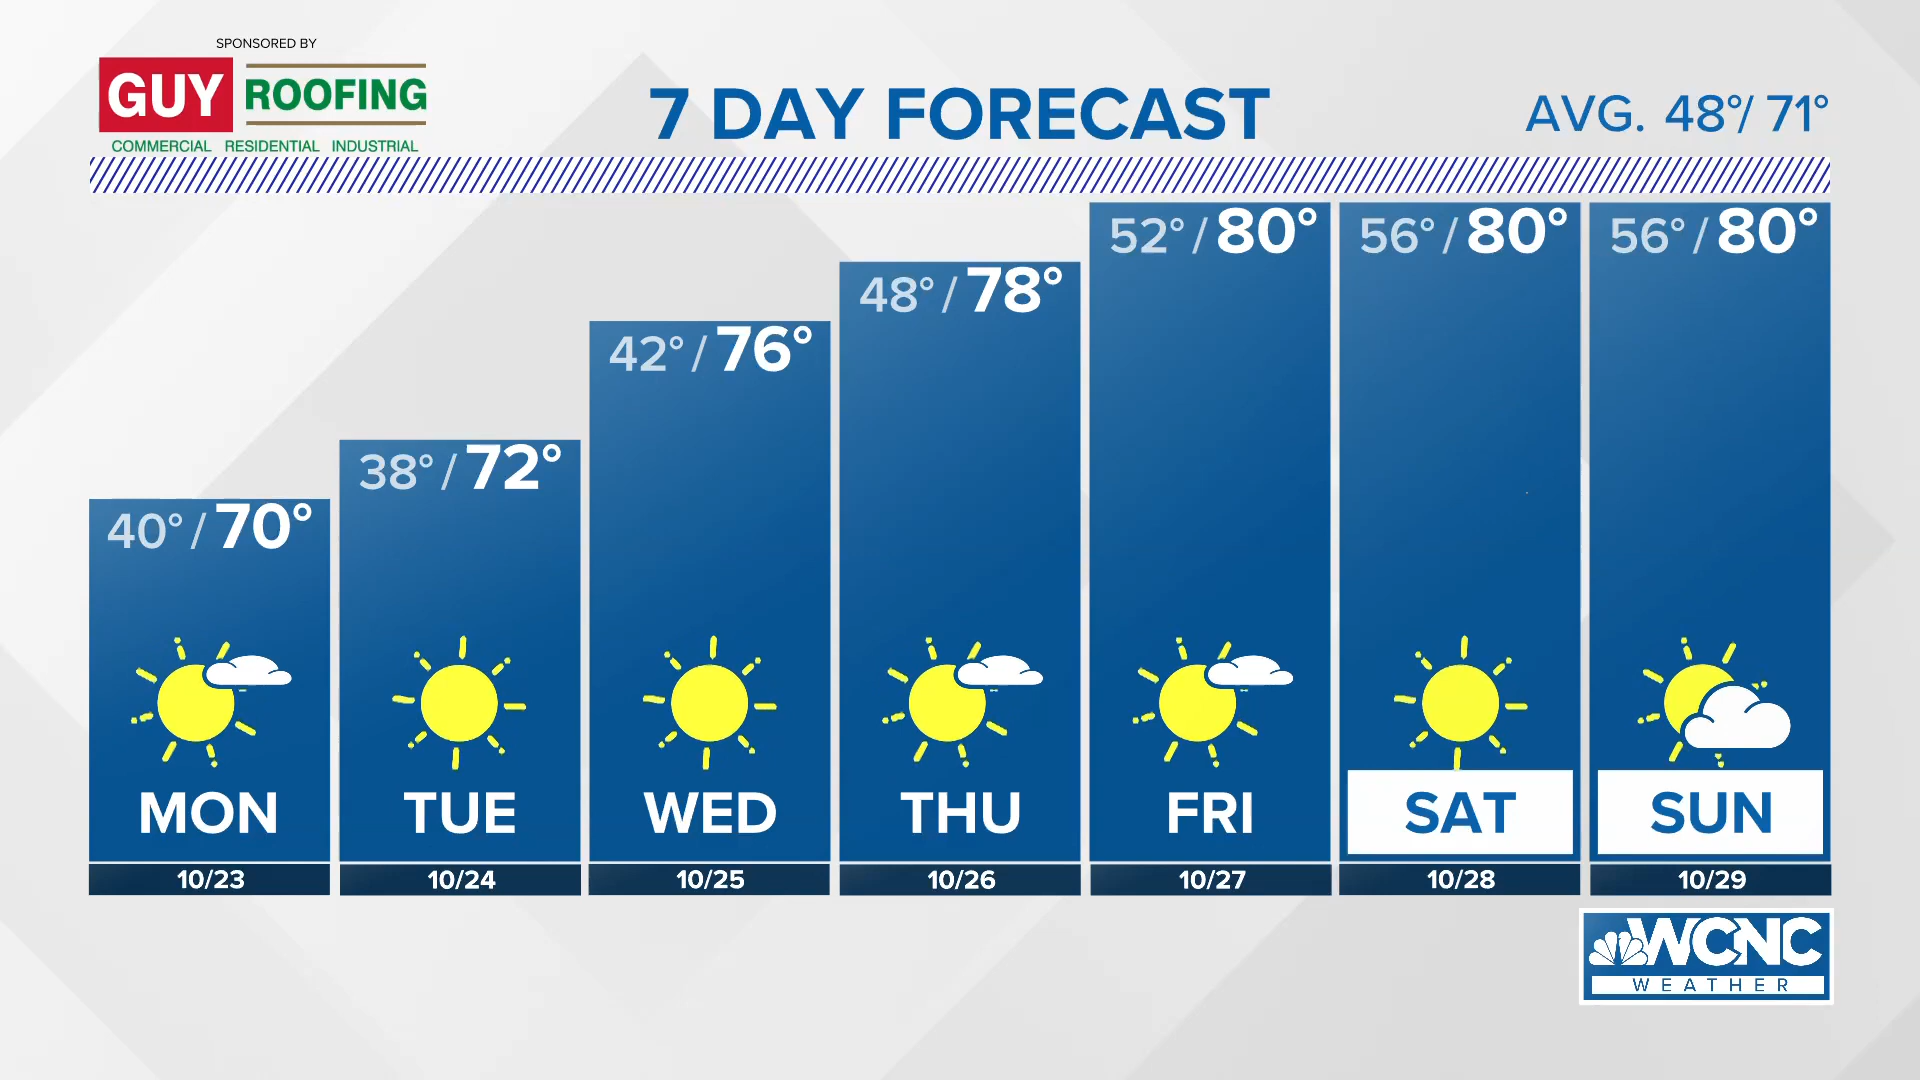 SPONSORED BY
GUY ROOFING
COMMERCIAL RESIDENTIAL INDUSTRIAL
7 DAY FORECAST
AVG. 48°/ 71°
40° / 70°
MON
10/23
38° / 72°
TUE
10/24
42° / 76°
WED
10/25
48° / 78°
THU
10/26
52° / 80°
FRI
10/27
56° / 80°
SAT
10/28
56° / 80°
SUN
10/29
WCNC
WEATHER